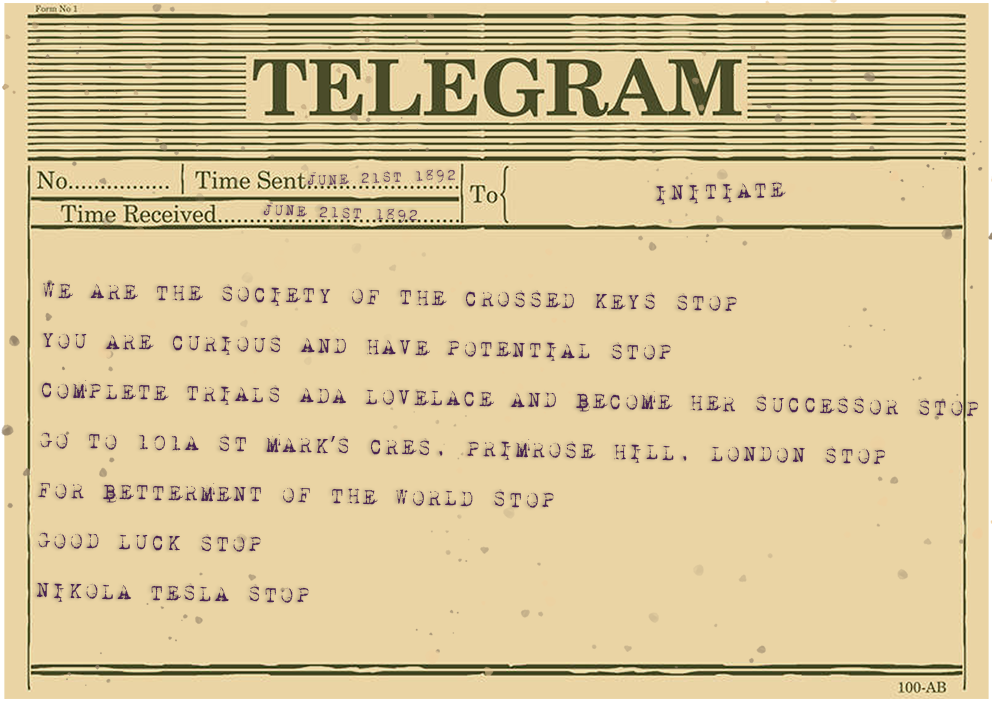 Form No 1
TELEGRAM
No................ Time Sent: JUNE 21ST 1892
Time Received..... JUNE 21ST 1892
To{ INITIATE
WE ARE THE SOCIETY OF THE CROSSED KEYS STOP
YOU ARE CURIOUS AND HAVE POTENTIAL STOP
COMPLETE TRIALS ADA LOVELACE AND BECOME HER SUCCESSOR STOP
GO TO 101A ST MARK'S CRES. PRIMROSE HILL. LONDON STOP
FOR BETTERMENT OF THE WORLD STOP
GOOD LUCK STOP
NIKOLA TESLA STOP
100-AB